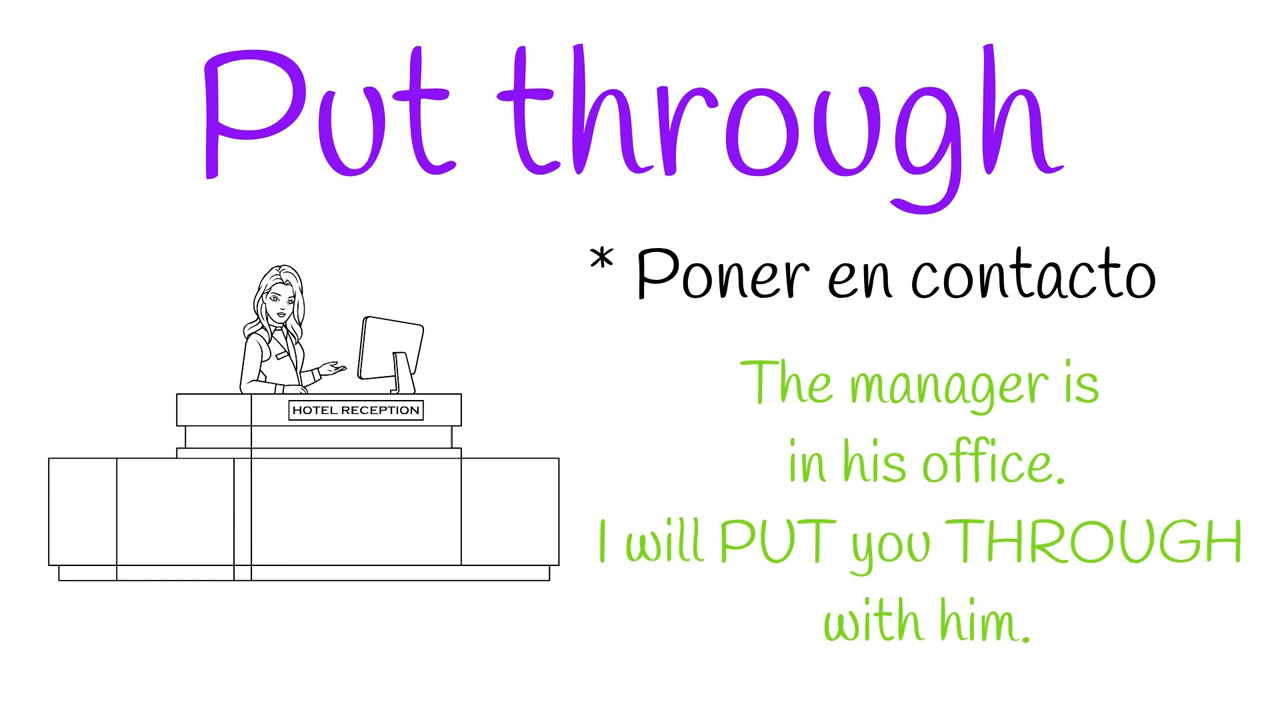 Put through
* Poner en contacto
HOTEL RECEPTION
The manager is
in his office.
I will PUT you THROUGH
with him.